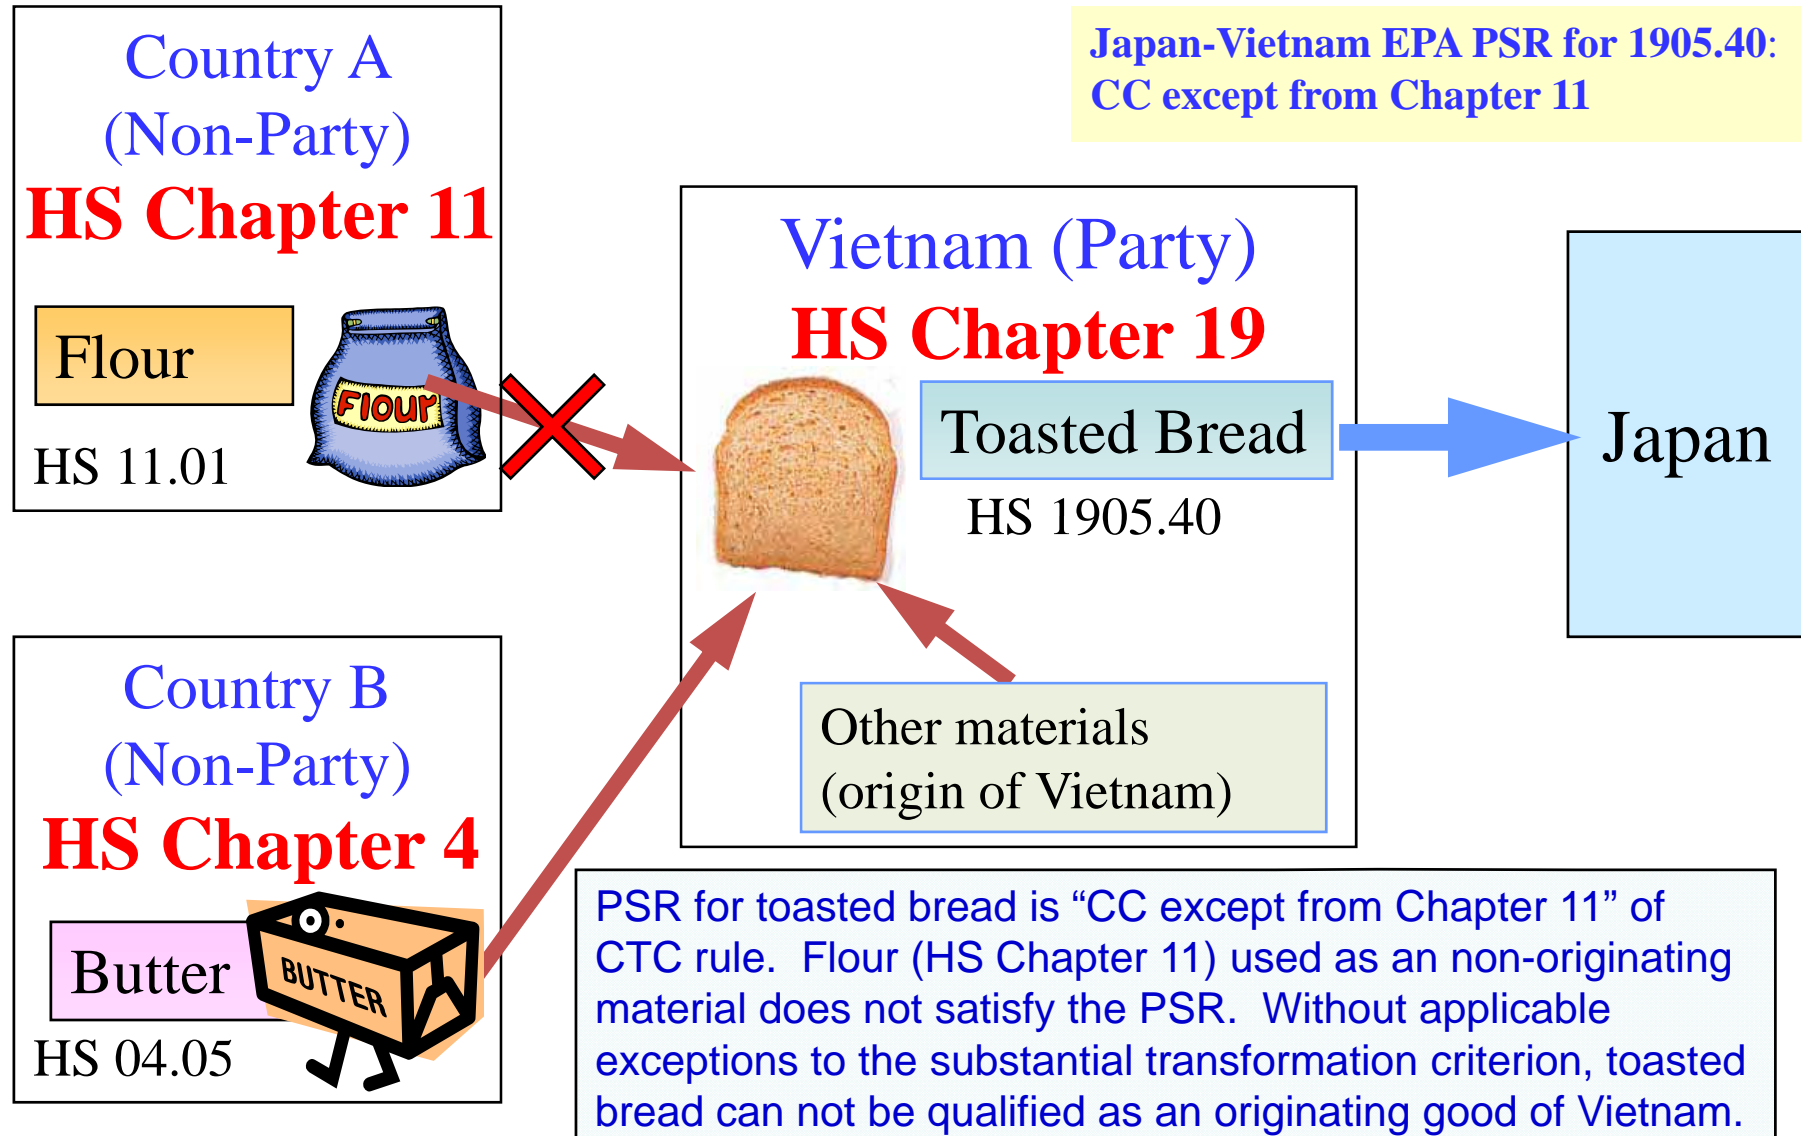 Country A
(Non-Party)
HS Chapter 11
Flour
FlOUr
HS 11.01
Japan-Vietnam EPA PSR for 1905.40:
CC except from Chapter 11
Vietnam (Party)
HS Chapter 19
Toasted Bread
HS 1905.40
Other materials
(origin of Vietnam)
Japan
Country B
(Non-Party)
HS Chapter 4
Butter
BUTTER
HS 04.05
PSR for toasted bread is “CC except from Chapter 11” of
CTC rule.  Flour (HS Chapter 11) used as an non-originating
material does not satisfy the PSR.  Without applicable
exceptions to the substantial transformation criterion, toasted
bread can not be qualified as an originating good of Vietnam.